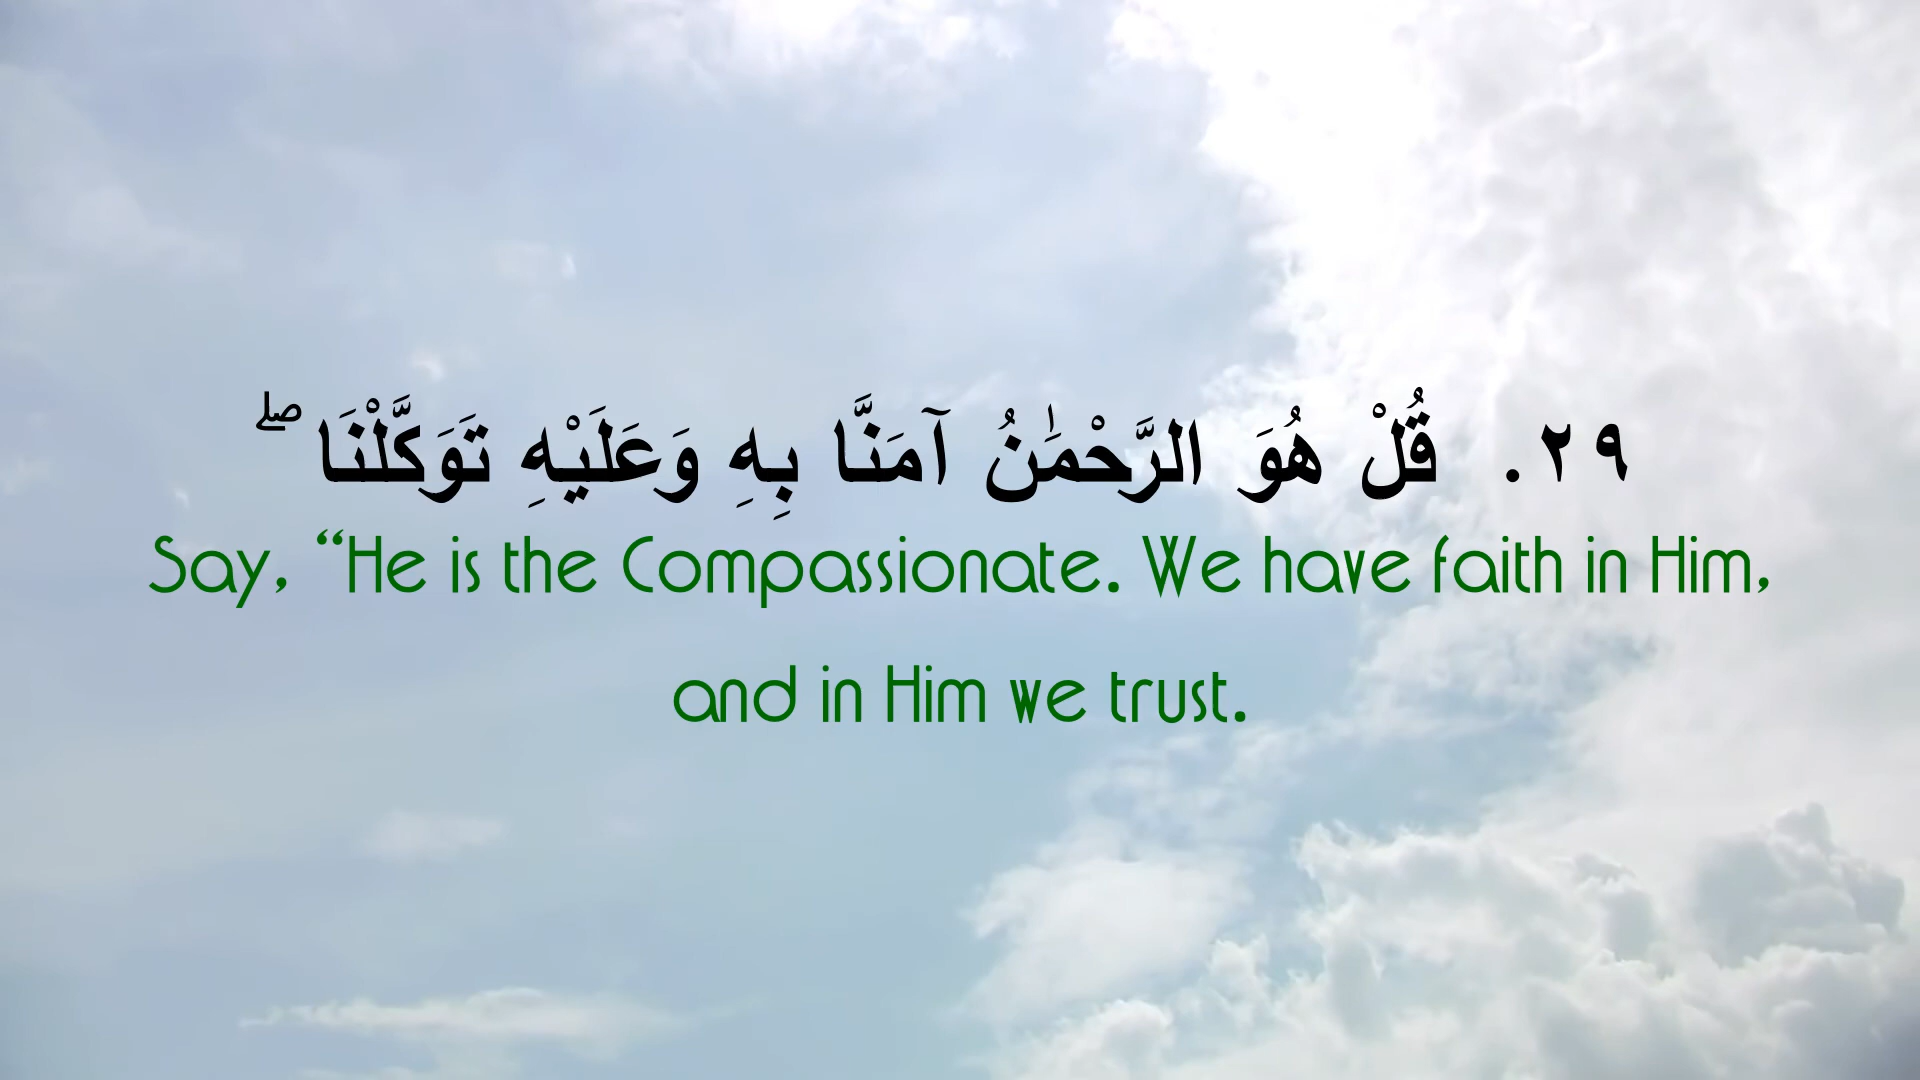 ٢٩. قُلْ هُوَ الرَّحْمَٰنُ آمَنَّا بِهِ وَعَلَيْهِ تَوَكَّلْنَا ۖ
Say, “He is the Compassionate. We have faith in Him,
and in Him we trust.